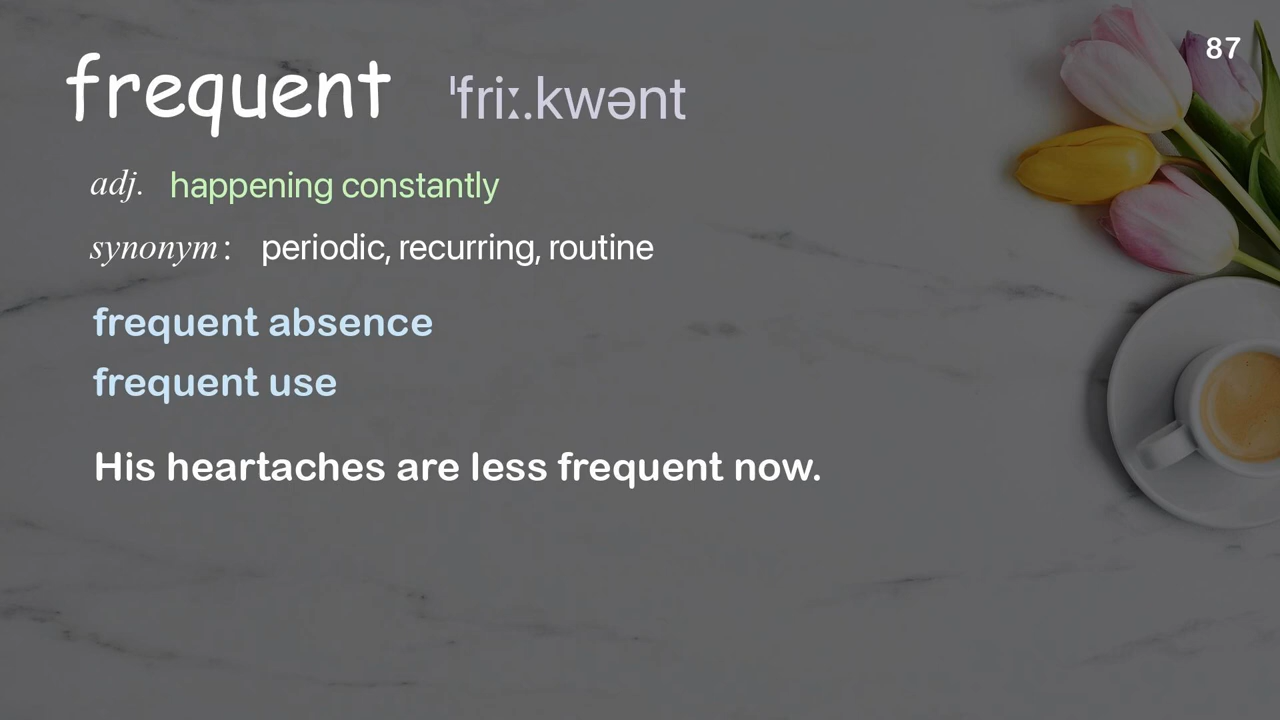 87
frequent ˈfriː.kwənt
adj. happening constantly
synonym: periodic, recurring, routine
frequent absence
frequent use
His heartaches are less frequent now.